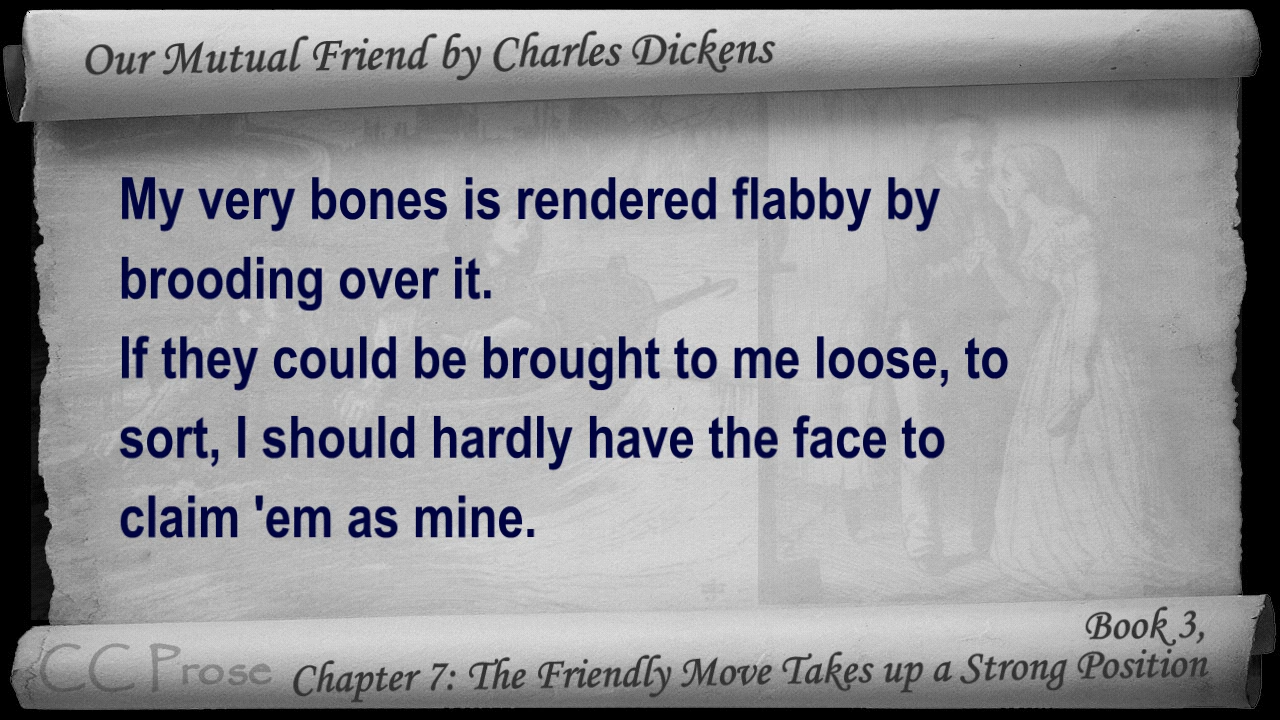 Our Mutual Friend by Charles Dickens
My very bones is rendered flabby by
brooding over it.
If they could be brought to me loose, to
sort, I should hardly have the face to
claim 'em as mine.
Book 3,
CC Prose
Chapter 7: The Friendly Move Takes up a Strong Position